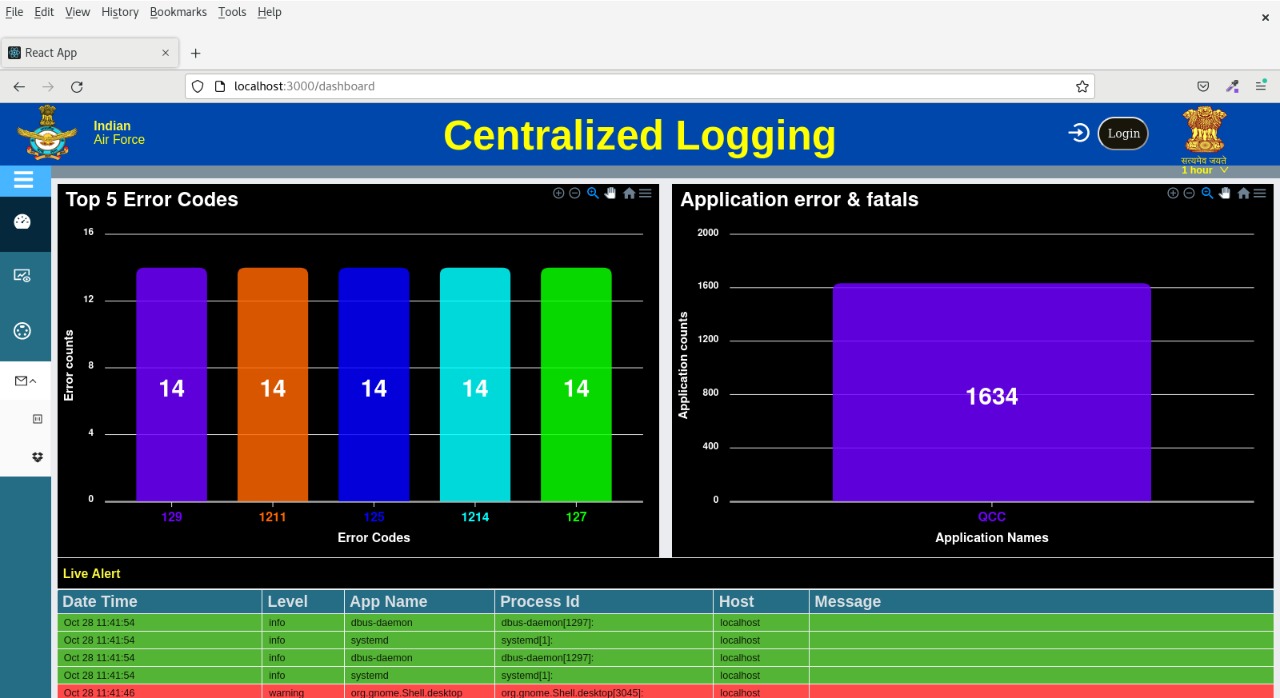 File Edit View History Bookmarks Tools Help
React App
localhost:3000/dashboard
Indian
Air Force
Centralized Logging
Login
सत्यमेव जयते
1 hour
Top 5 Error Codes
16
12
8
4
0
Error counts
14 14 14 14 14
129 1211 125 1214 127
Error Codes
Application error & fatals
2000
1600
1200
800
400
0
Application counts
1634
QCC
Application Names
Live Alert
Date Time Level App Name Process Id Host Message
Oct 28 11:41:54 info dbus-daemon dbus-daemon[1297]: localhost
Oct 28 11:41:54 info systemd systemd[1]: localhost
Oct 28 11:41:54 info dbus-daemon dbus-daemon[1297]: localhost
Oct 28 11:41:54 info systemd systemd[1]: localhost
Oct 28 11:41:46 warning org.gnome.Shell.desktop org.gnome.Shell.desktop[3045]: localhost